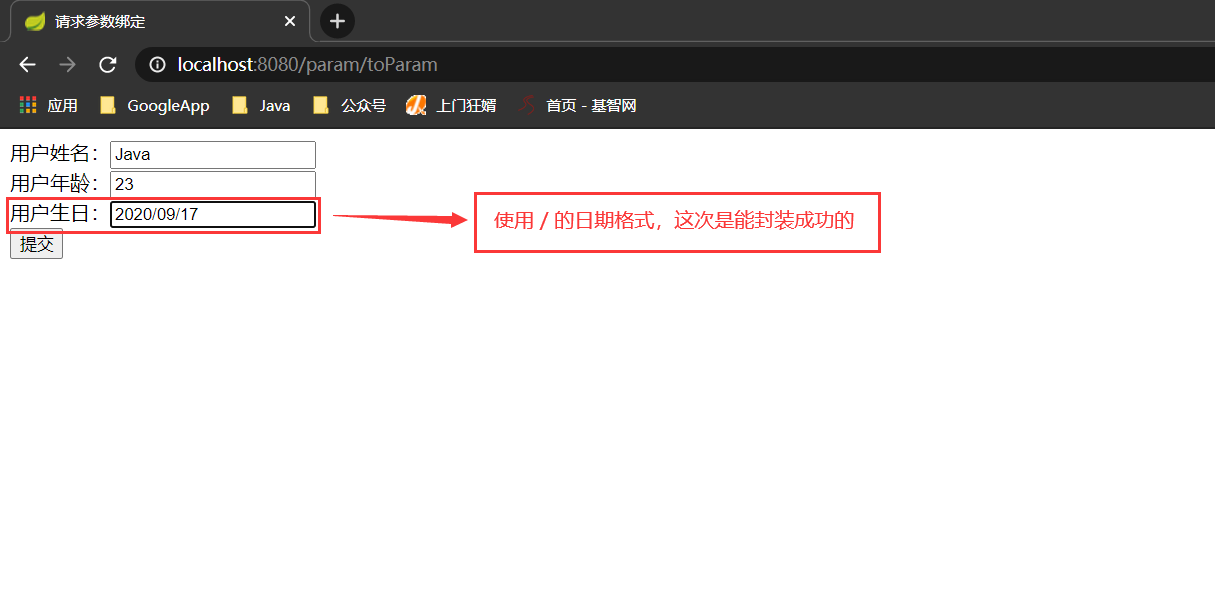 请求参数绑定
localhost:8080/param/toParam
应用 GoogleApp Java 公众号 上门狂婿 首页 - 基智网
用户姓名： Java
用户年龄： 23
用户生日： 2020/09/17
使用 / 的日期格式，这次是能封装成功的
提交